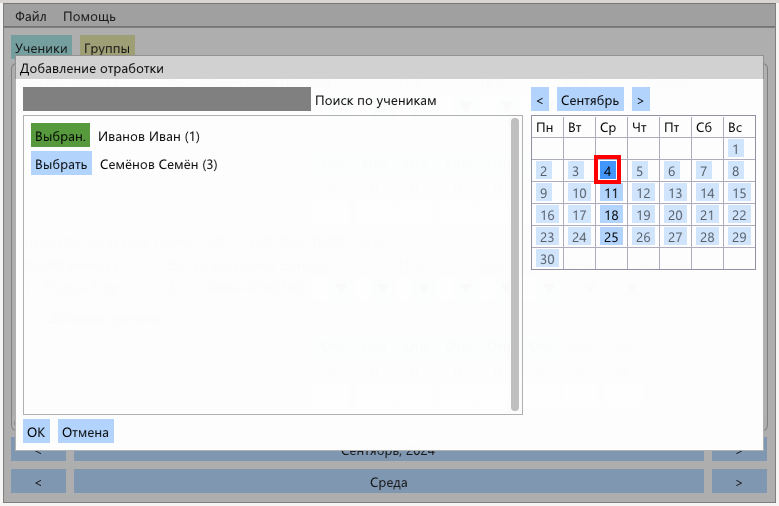 Файл Помощь
Ученики Группы
Добавление отработки
Поиск по ученикам
Выбран. Иванов Иван (1)
Выбрать Семёнов Семён (3)
< Сентябрь >
Пн Вт Ср Чт Пт Сб Вс
1
2 3 4 5 6 7 8
9 10 11 12 13 14 15
16 17 18 19 20 21 22
23 24 25 26 27 28 29
30
ОК Отмена
< Сентябрь, 2024 >
< Среда >